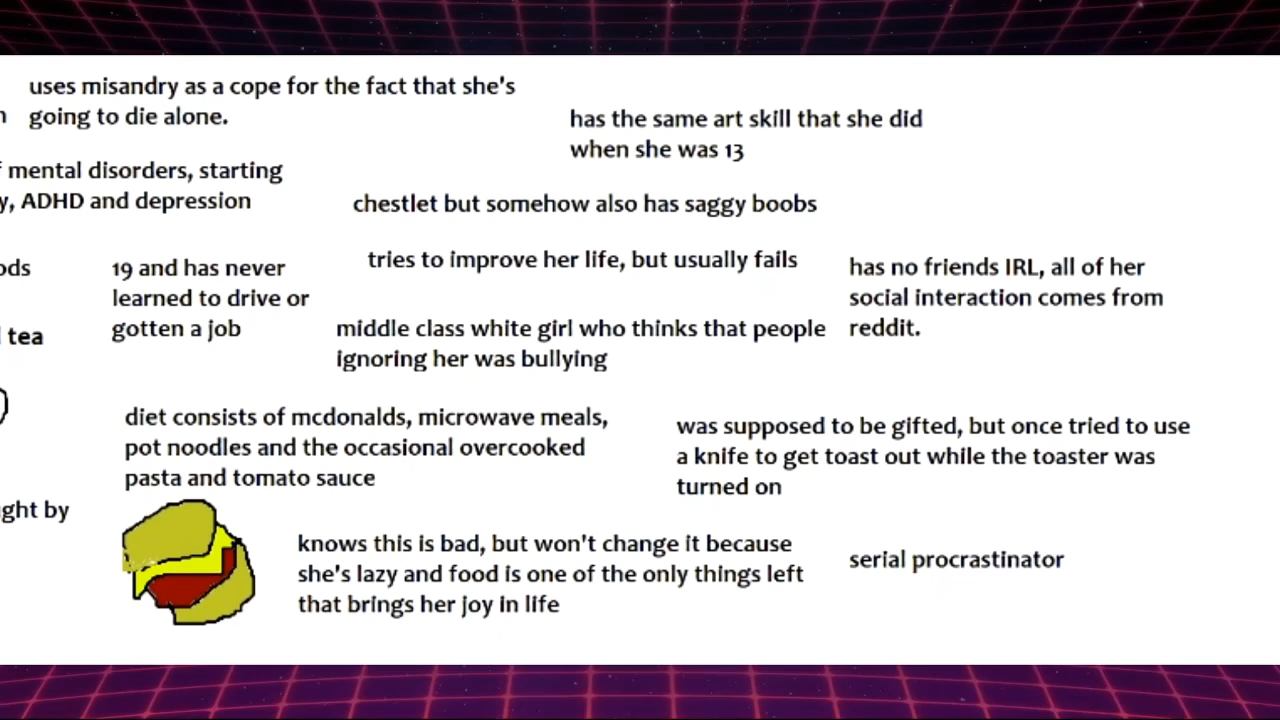 uses misandry as a cope for the fact that she's
going to die alone.
has the same art skill that she did
when she was 13
mental disorders, starting
ADHD and depression
chestlet but somehow also has saggy boobs
tries to improve her life, but usually fails
19 and has never
learned to drive or
gotten a job
has no friends IRL, all of her
social interaction comes from
reddit.
tea
middle class white girl who thinks that people
ignoring her was bullying
diet consists of mcdonalds, microwave meals,
pot noodles and the occasional overcooked
pasta and tomato sauce
was supposed to be gifted, but once tried to use
a knife to get toast out while the toaster was
turned on
by
knows this is bad, but won't change it because
she's lazy and food is one of the only things left
that brings her joy in life
serial procrastinator